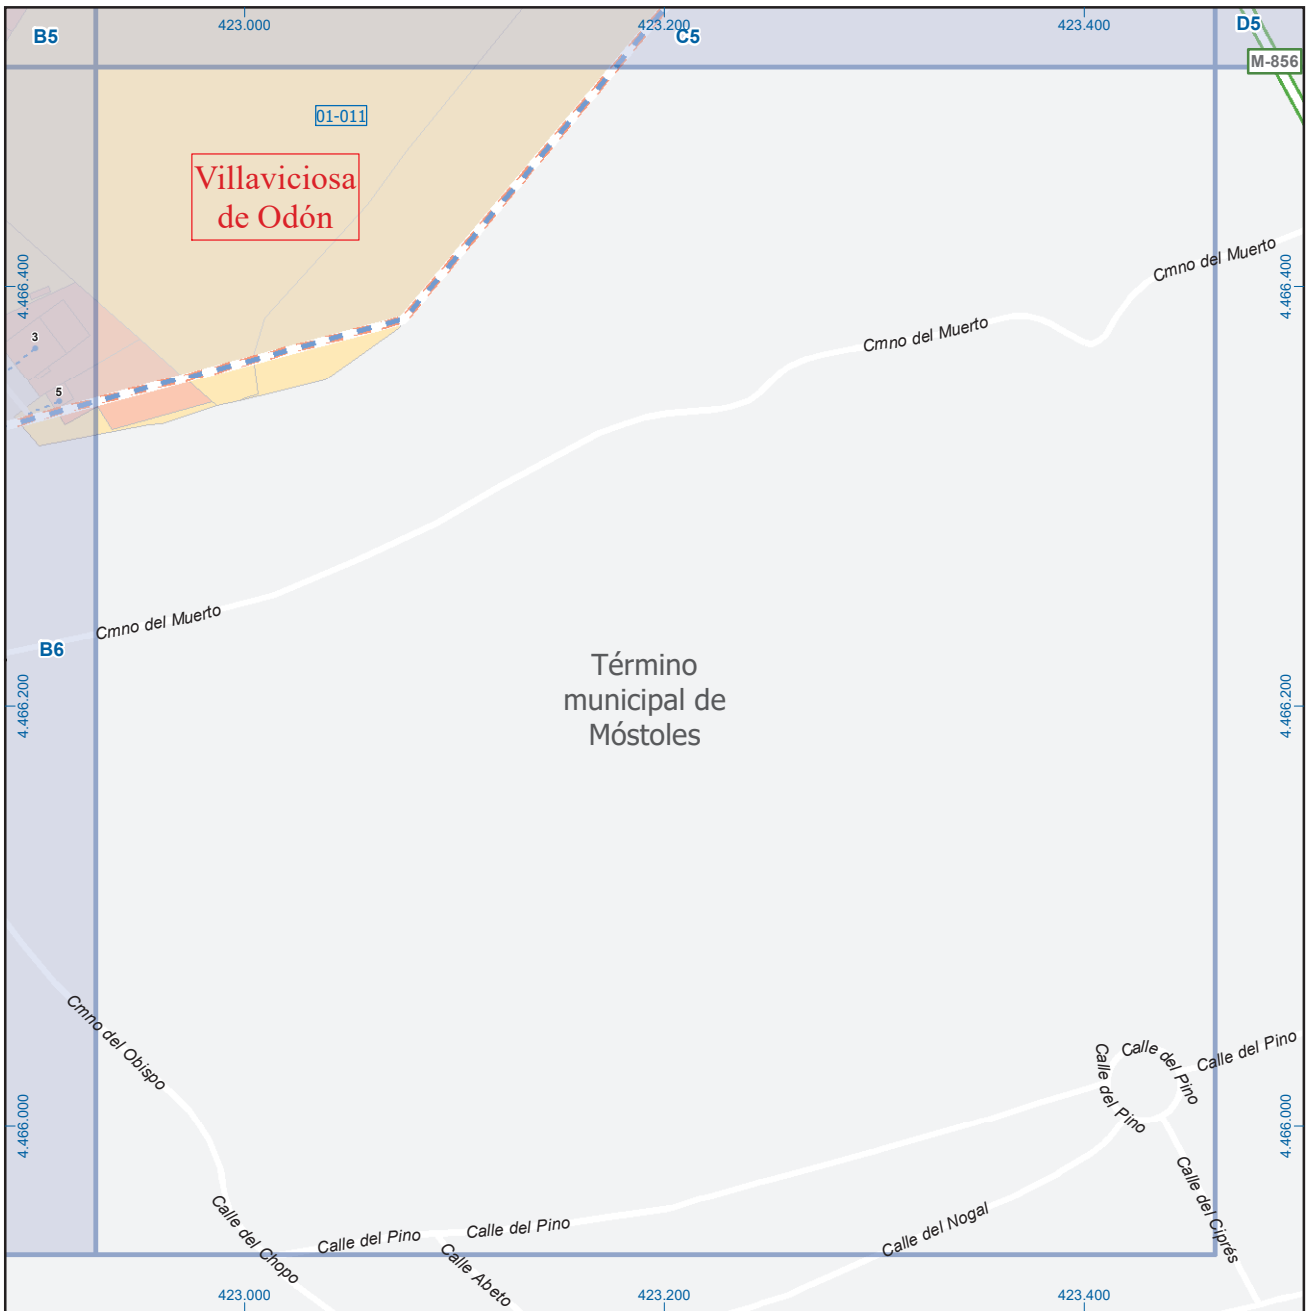 423.000
423.200
423.400
B5
C5
D5
M-856
01-011
Villaviciosa
de Odón
4.466.400
4.466.400
Cmno del Muerto
Cmno del Muerto
3
5
Cmno del Muerto
B6
Término
municipal de
Móstoles
4.466.200
4.466.200
Cmno del Obispo
Calle del Pino
Calle del Pino
Calle del Pino
4.466.000
4.466.000
Calle del Chopo
Calle del Pino
Calle del Pino
Calle Abeto
Calle del Nogal
Calle del Ciprés
423.000
423.200
423.400